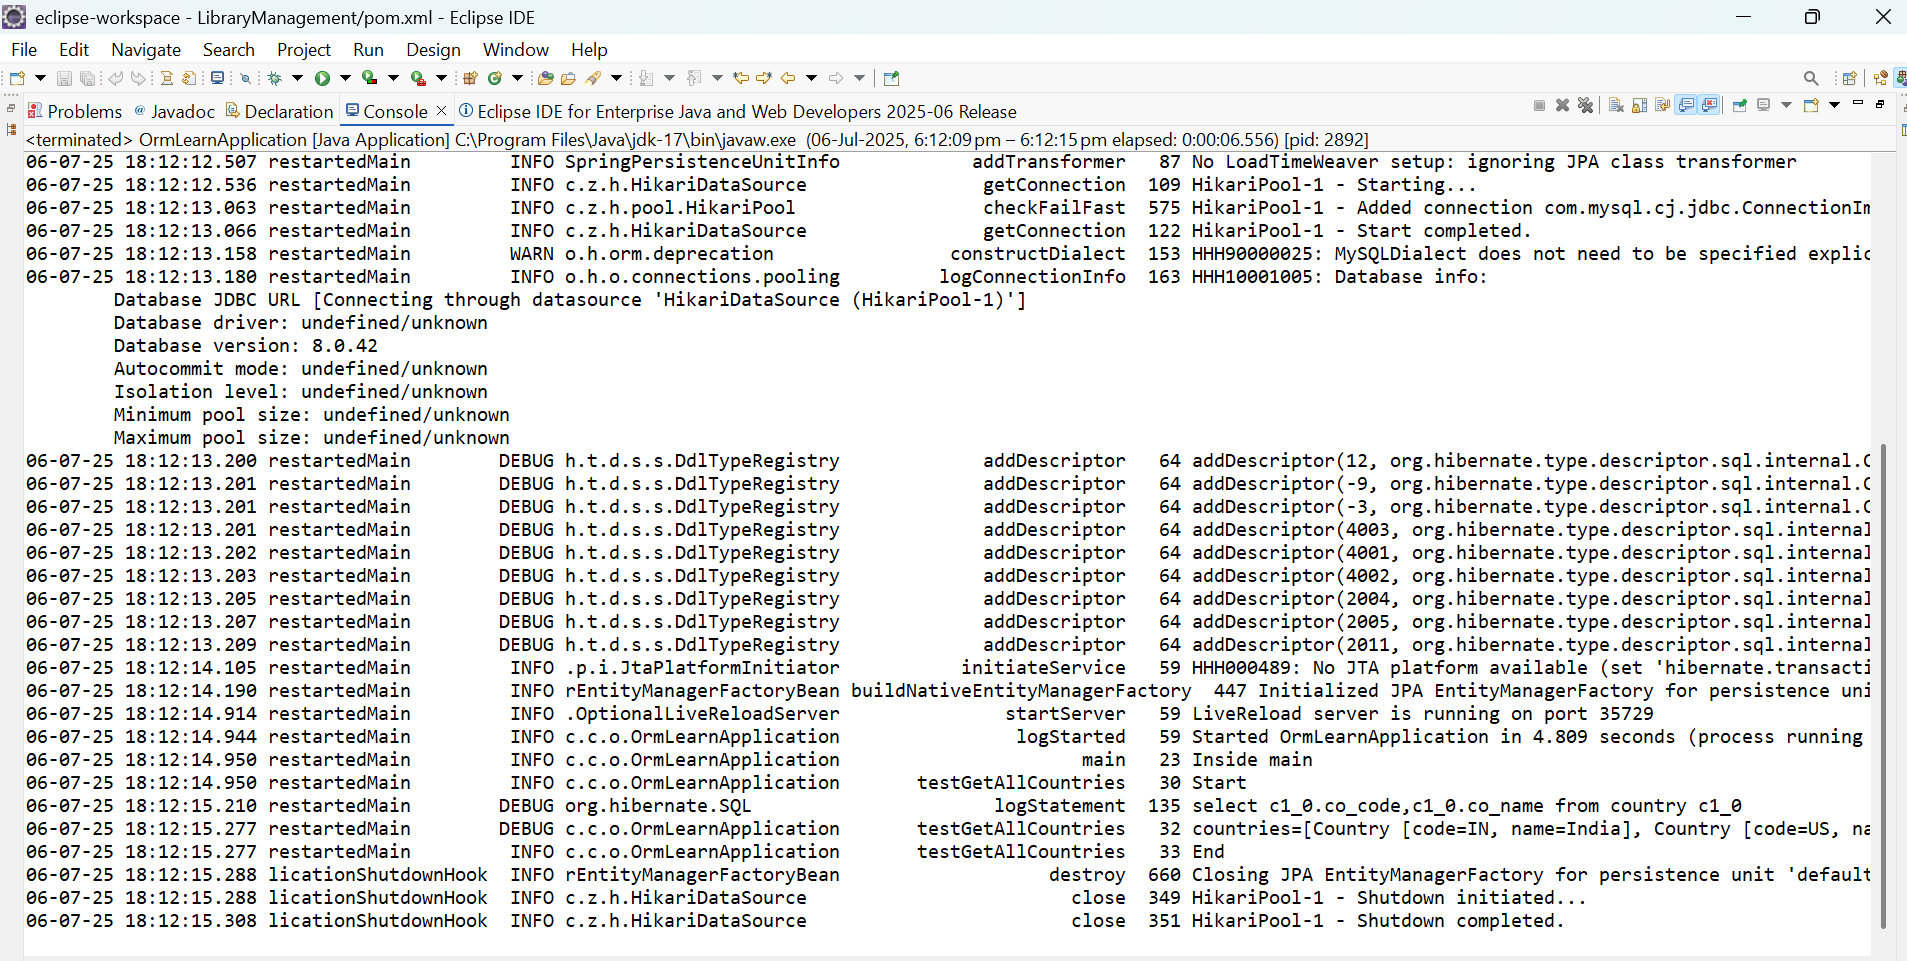 eclipse-workspace - LibraryManagement/pom.xml - Eclipse IDE
File Edit Navigate Search Project Run Design Window Help
Problems @ Javadoc Declaration Console Eclipse IDE for Enterprise Java and Web Developers 2025-06 Release
<terminated> OrmLearnApplication [Java Application] C:\Program Files\Java\jdk-17\bin\javaw.exe (06-Jul-2025, 6:12:09 pm – 6:12:15 pm elapsed: 0:00:06.556) [pid: 2892]
06-07-25 18:12:12.507 restartedMain INFO SpringPersistenceUnitInfo addTransformer 87 No LoadTimeWeaver setup: ignoring JPA class transformer
06-07-25 18:12:12.536 restartedMain INFO c.z.h.HikariDataSource getConnection 109 HikariPool-1 - Starting...
06-07-25 18:12:13.063 restartedMain INFO c.z.h.pool.HikariPool checkFailFast 575 HikariPool-1 - Added connection com.mysql.cj.jdbc.ConnectionIm
06-07-25 18:12:13.066 restartedMain INFO c.z.h.HikariDataSource getConnection 122 HikariPool-1 - Start completed.
06-07-25 18:12:13.158 restartedMain WARN o.h.orm.deprecation constructDialect 153 HHH90000025: MySQLDialect does not need to be specified explic
06-07-25 18:12:13.180 restartedMain INFO o.h.o.connections.pooling logConnectionInfo 163 HHH10001005: Database info:
Database JDBC URL [Connecting through datasource 'HikariDataSource (HikariPool-1)']
Database driver: undefined/unknown
Database version: 8.0.42
Autocommit mode: undefined/unknown
Isolation level: undefined/unknown
Minimum pool size: undefined/unknown
Maximum pool size: undefined/unknown
06-07-25 18:12:13.200 restartedMain DEBUG h.t.d.s.s.DdlTypeRegistry addDescriptor 64 addDescriptor(12, org.hibernate.type.descriptor.sql.internal.C
06-07-25 18:12:13.201 restartedMain DEBUG h.t.d.s.s.DdlTypeRegistry addDescriptor 64 addDescriptor(-9, org.hibernate.type.descriptor.sql.internal.C
06-07-25 18:12:13.201 restartedMain DEBUG h.t.d.s.s.DdlTypeRegistry addDescriptor 64 addDescriptor(-3, org.hibernate.type.descriptor.sql.internal.C
06-07-25 18:12:13.201 restartedMain DEBUG h.t.d.s.s.DdlTypeRegistry addDescriptor 64 addDescriptor(4003, org.hibernate.type.descriptor.sql.internal
06-07-25 18:12:13.202 restartedMain DEBUG h.t.d.s.s.DdlTypeRegistry addDescriptor 64 addDescriptor(4001, org.hibernate.type.descriptor.sql.internal
06-07-25 18:12:13.203 restartedMain DEBUG h.t.d.s.s.DdlTypeRegistry addDescriptor 64 addDescriptor(4002, org.hibernate.type.descriptor.sql.internal
06-07-25 18:12:13.205 restartedMain DEBUG h.t.d.s.s.DdlTypeRegistry addDescriptor 64 addDescriptor(2004, org.hibernate.type.descriptor.sql.internal
06-07-25 18:12:13.207 restartedMain DEBUG h.t.d.s.s.DdlTypeRegistry addDescriptor 64 addDescriptor(2005, org.hibernate.type.descriptor.sql.internal
06-07-25 18:12:13.209 restartedMain DEBUG h.t.d.s.s.DdlTypeRegistry addDescriptor 64 addDescriptor(2011, org.hibernate.type.descriptor.sql.internal
06-07-25 18:12:14.105 restartedMain INFO .p.i.JtaPlatformInitiator initiateService 59 HHH000489: No JTA platform available (set 'hibernate.transacti
06-07-25 18:12:14.190 restartedMain INFO rEntityManagerFactoryBean buildNativeEntityManagerFactory 447 Initialized JPA EntityManagerFactory for persistence uni
06-07-25 18:12:14.914 restartedMain INFO .OptionalLiveReloadServer startServer 59 LiveReload server is running on port 35729
06-07-25 18:12:14.944 restartedMain INFO c.c.o.OrmLearnApplication logStarted 59 Started OrmLearnApplication in 4.809 seconds (process running
06-07-25 18:12:14.950 restartedMain INFO c.c.o.OrmLearnApplication main 23 Inside main
06-07-25 18:12:14.950 restartedMain INFO c.c.o.OrmLearnApplication testGetAllCountries 30 Start
06-07-25 18:12:15.210 restartedMain DEBUG org.hibernate.SQL logStatement 135 select c1_0.co_code,c1_0.co_name from country c1_0
06-07-25 18:12:15.277 restartedMain DEBUG c.c.o.OrmLearnApplication testGetAllCountries 32 countries=[Country [code=IN, name=India], Country [code=US, na
06-07-25 18:12:15.277 restartedMain INFO c.c.o.OrmLearnApplication testGetAllCountries 33 End
06-07-25 18:12:15.288 licationShutdownHook INFO rEntityManagerFactoryBean destroy 660 Closing JPA EntityManagerFactory for persistence unit 'default
06-07-25 18:12:15.288 licationShutdownHook INFO c.z.h.HikariDataSource close 349 HikariPool-1 - Shutdown initiated...
06-07-25 18:12:15.308 licationShutdownHook INFO c.z.h.HikariDataSource close 351 HikariPool-1 - Shutdown completed.